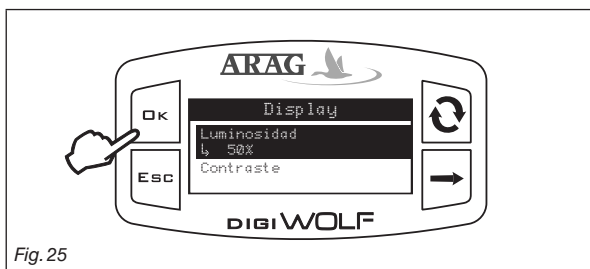 ARAG
OK
Display
Luminosidad
↳ 50%
Contraste
Esc
DIGIWOLF
Fig. 25